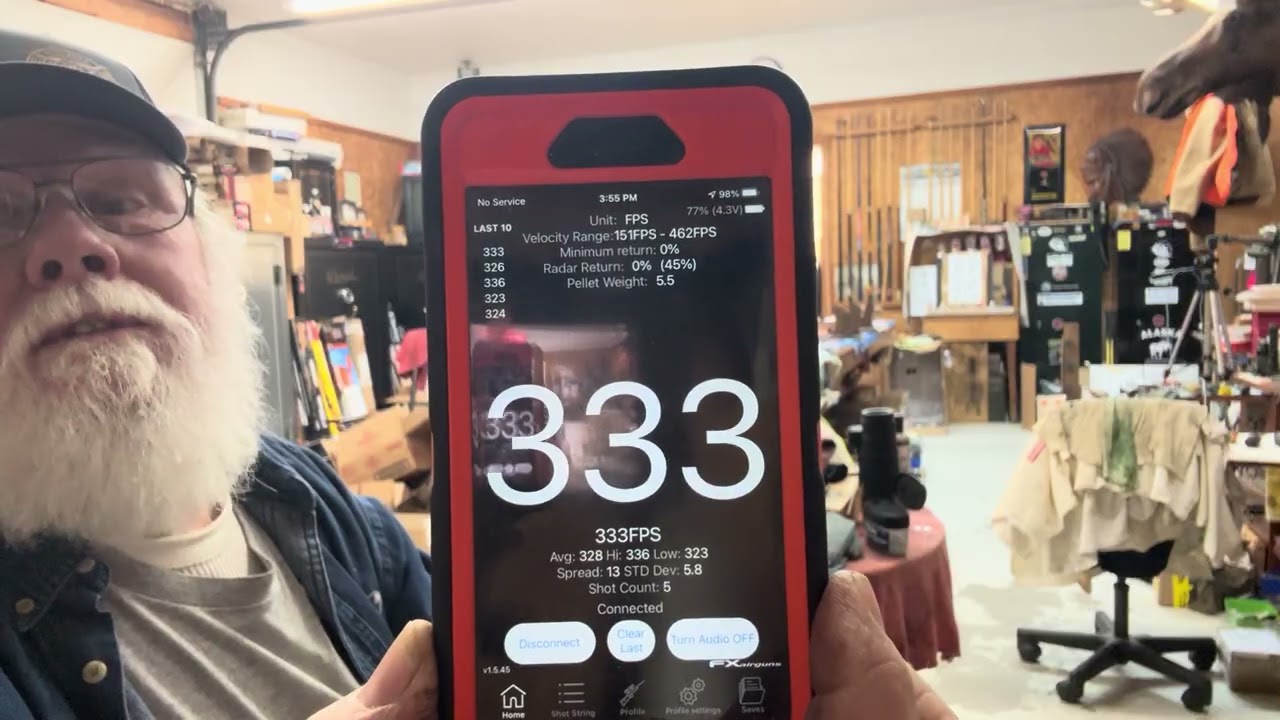 No Service 3:55 PM 98%
77% (4.3V)
LAST 10
333
326
336
323
324
Unit: FPS
Velocity Range:151FPS - 462FPS
Minimum return: 0%
Radar Return: 0% (45%)
Pellet Weight: 5.5
333
333FPS
Avg: 328 Hi: 336 Low: 323
Spread: 13 STD Dev: 5.8
Shot Count: 5
Connected
Disconnect
Clear
Last
Turn Audio OFF
v1.5.45
FXairguns
Home
Shot String
Profile
Profile settings
Saves
ALASKA